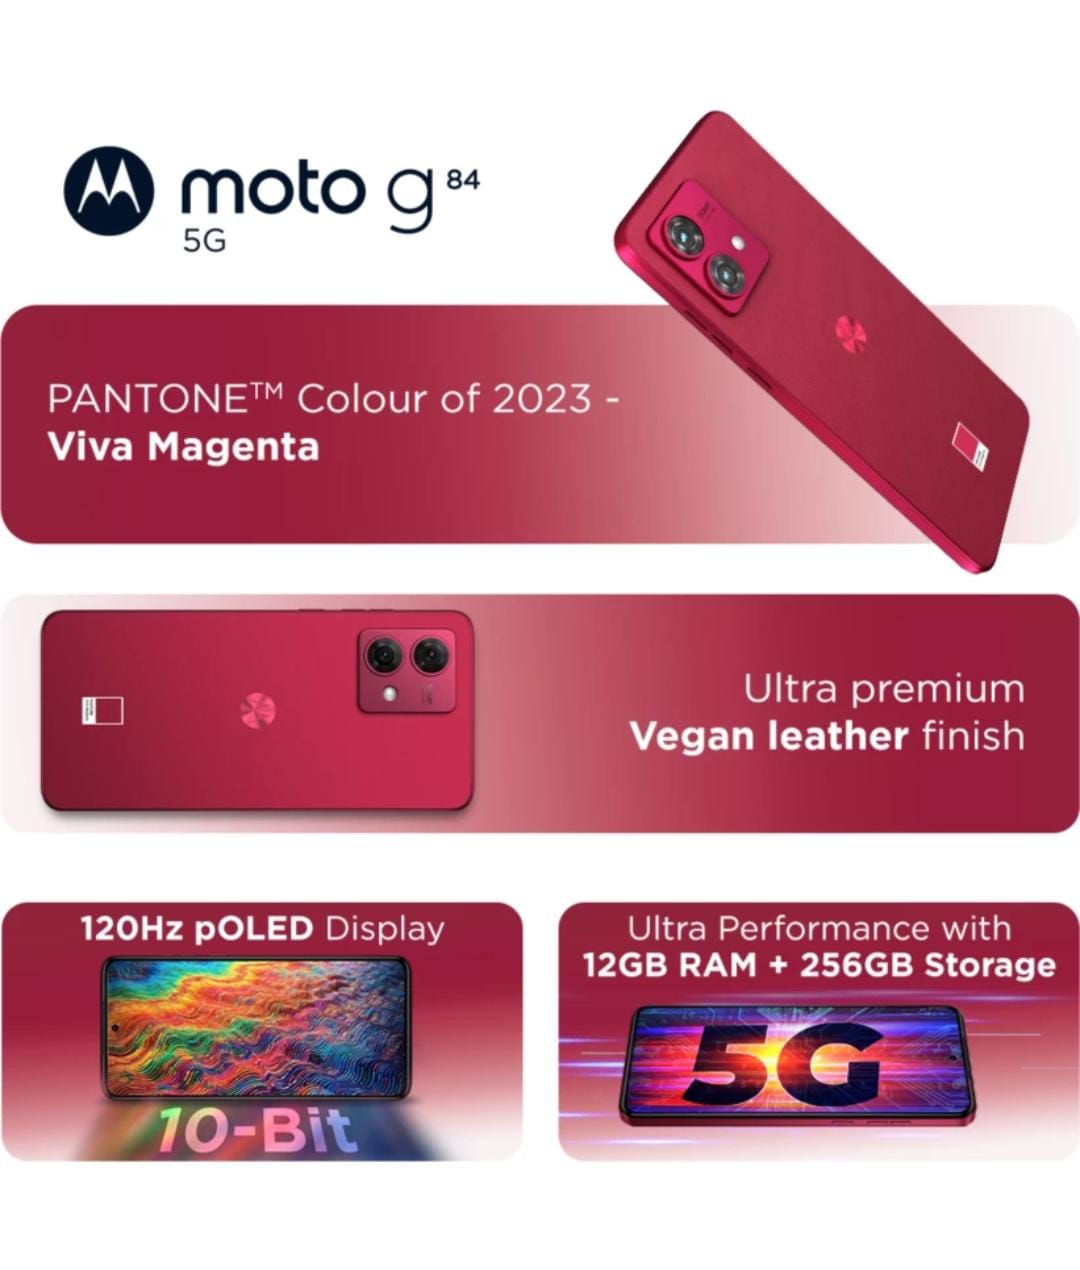 moto g 84
5G
PANTONE™ Colour of 2023 -
Viva Magenta
Ultra premium
Vegan leather finish
120Hz pOLED Display
10-Bit
Ultra Performance with
12GB RAM + 256GB Storage
5G